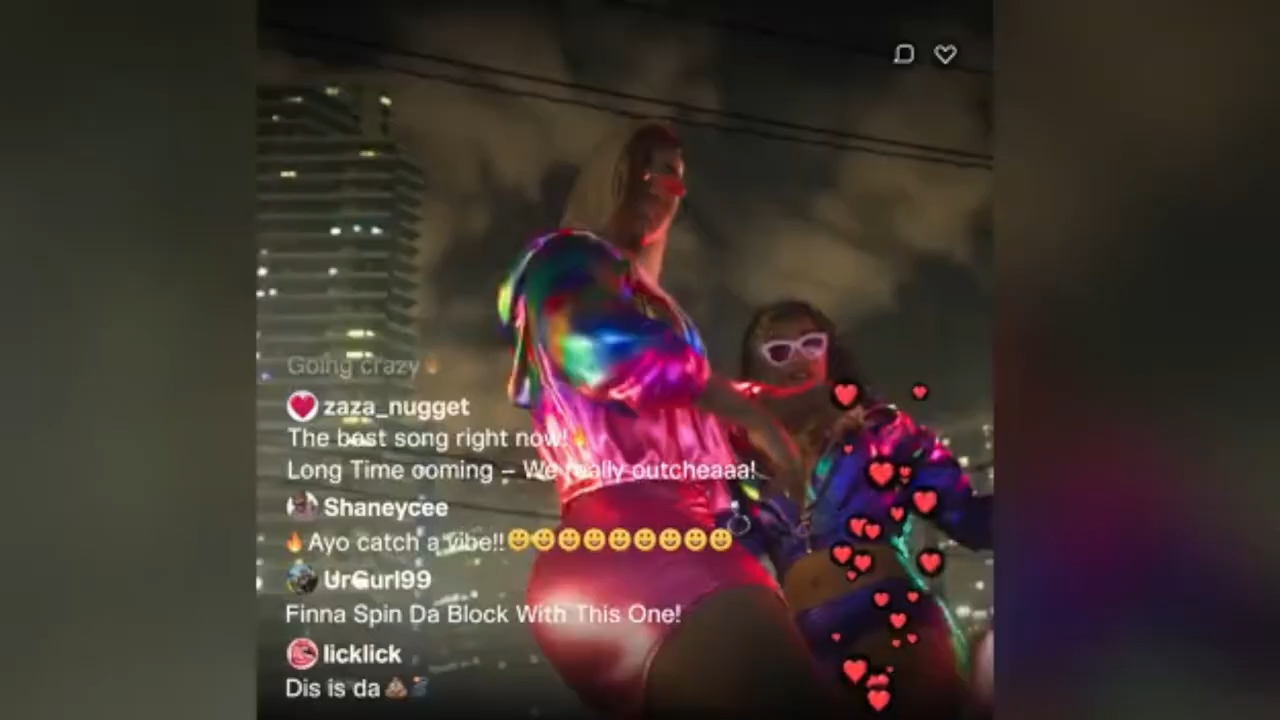 Going crazy🔥
zaza_nugget
The best song right now!🔥
Long Time coming – We really outcheaaa!
Shaneycee
🔥Ayo catch a vibe!!😀😀😀😀😀😀😀😀😀
UrGurl99
Finna Spin Da Block With This One!
licklick
Dis is da💩